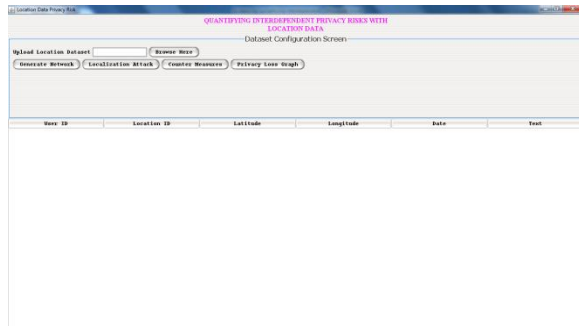 Location Data Privacy Risk
QUANTIFYING INTERDEPENDENT PRIVACY RISKS WITH
LOCATION DATA
Dataset Configuration Screen
Upload Location Dataset Browse Here
Generate Network Localization Attack Counter Measures Privacy Loss Graph
User ID Location ID Latitude Longitude Date Text